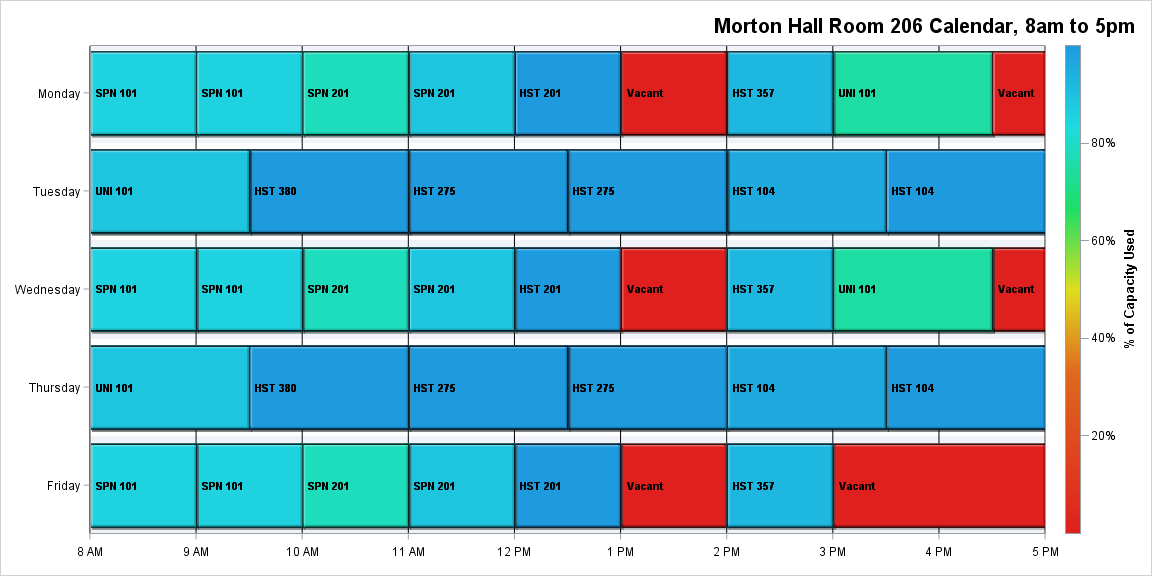 Morton Hall Room 206 Calendar, 8am to 5pm
Monday
SPN 101
SPN 101
SPN 201
SPN 201
HST 201
Vacant
HST 357
UNI 101
Vacant
Tuesday
UNI 101
HST 380
HST 275
HST 275
HST 104
HST 104
Wednesday
SPN 101
SPN 101
SPN 201
SPN 201
HST 201
Vacant
HST 357
UNI 101
Vacant
Thursday
UNI 101
HST 380
HST 275
HST 275
HST 104
HST 104
Friday
SPN 101
SPN 101
SPN 201
SPN 201
HST 201
Vacant
HST 357
Vacant
8 AM
9 AM
10 AM
11 AM
12 PM
1 PM
2 PM
3 PM
4 PM
5 PM
80%
60%
40%
20%
% of Capacity Used